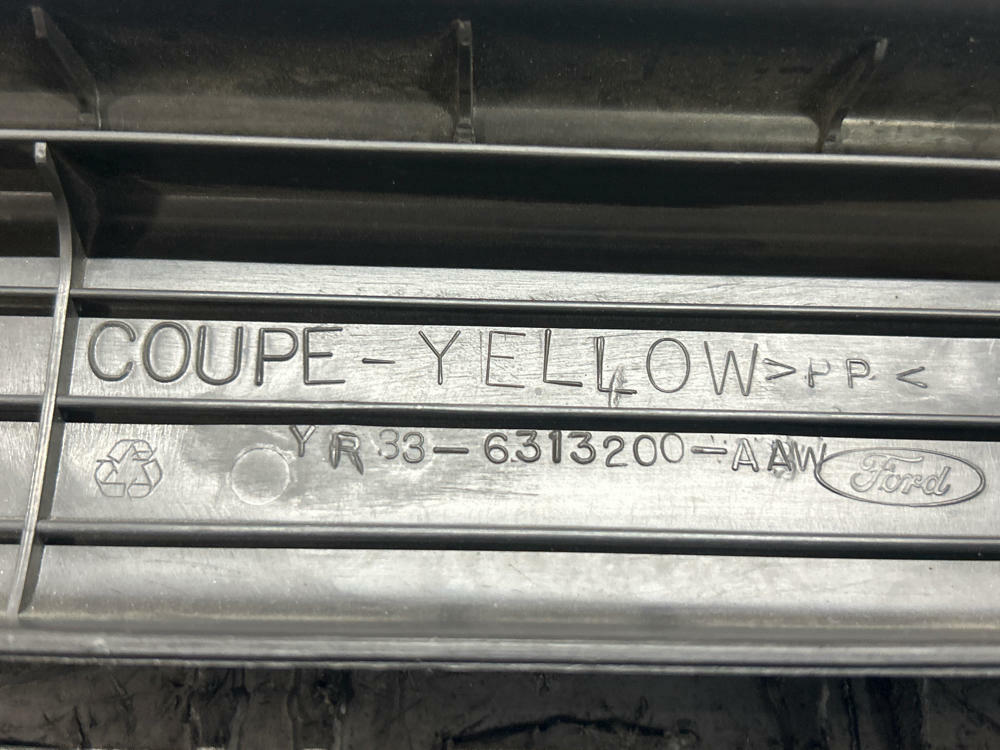 COUPE - YELLOW >PP<
YR33-6313200-AAW Ford